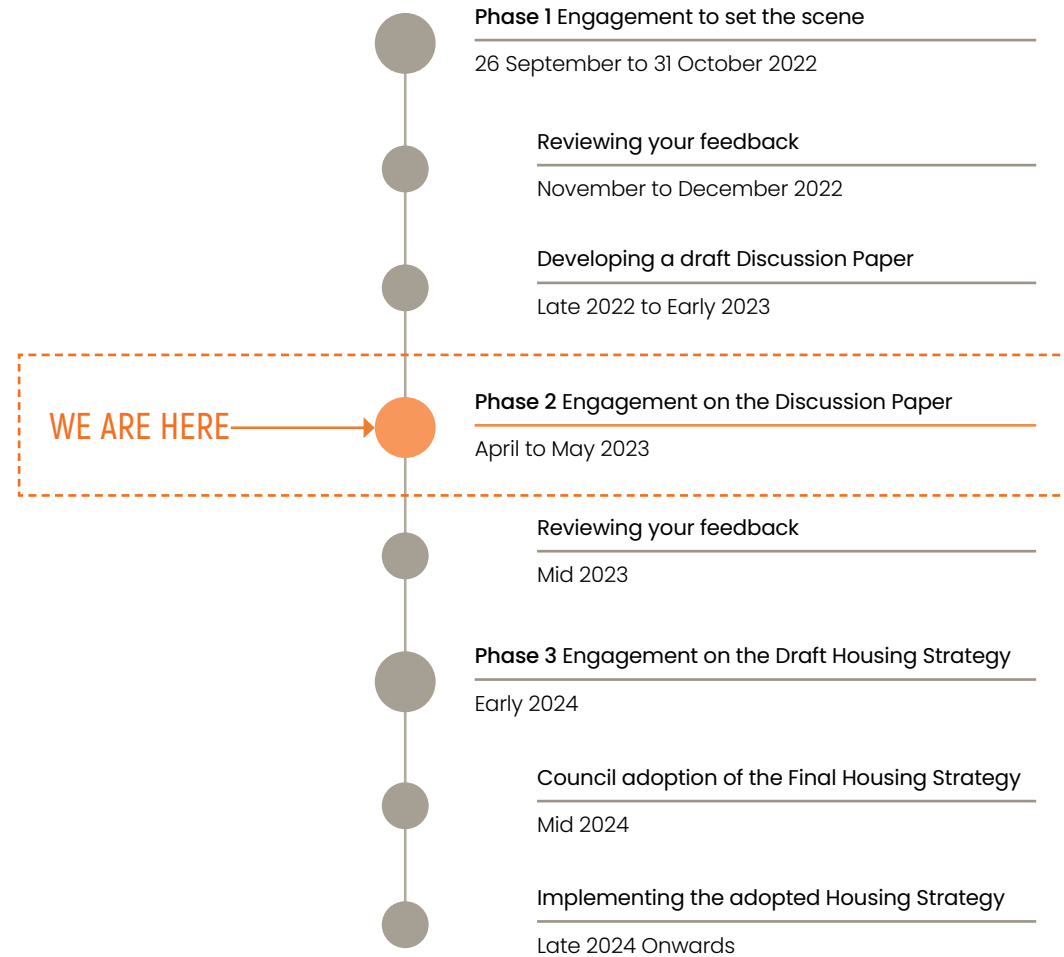 Phase 1 Engagement to set the scene
26 September to 31 October 2022
Reviewing your feedback
November to December 2022
Developing a draft Discussion Paper
Late 2022 to Early 2023
WE ARE HERE
Phase 2 Engagement on the Discussion Paper
April to May 2023
Reviewing your feedback
Mid 2023
Phase 3 Engagement on the Draft Housing Strategy
Early 2024
Council adoption of the Final Housing Strategy
Mid 2024
Implementing the adopted Housing Strategy
Late 2024 Onwards